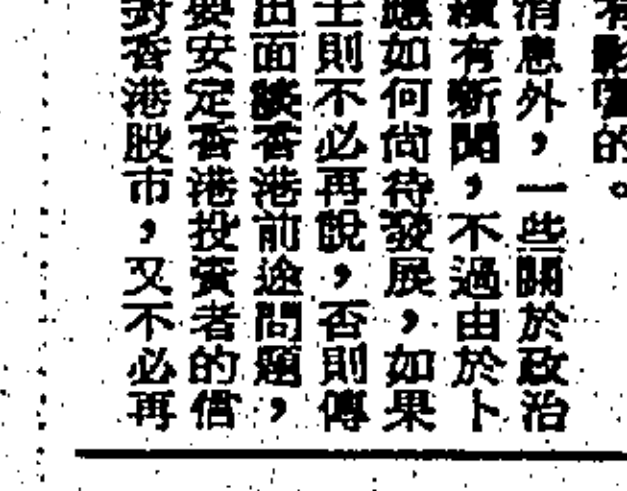 有影響的。
消息外，一些關於政治
續有新聞，不過由於卜
應如何尚待發展，如果
士則不必再說，否則傳
出面談香港前途問題，
要安定香港投資者的信
對香港股市，又不必再